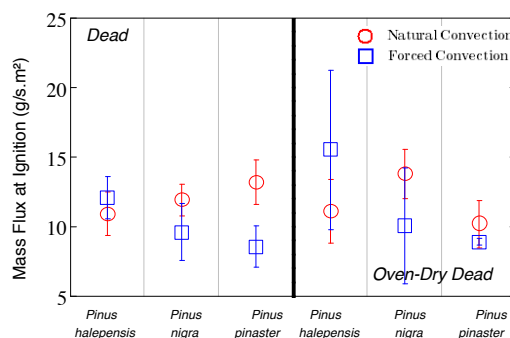 Mass Flux at Ignition (g/s.m²)
25
20
15
10
5
Dead
Natural Convection
Forced Convection
Oven-Dry Dead
Pinus Pinus Pinus Pinus Pinus Pinus
halepensis nigra pinaster halepensis nigra pinaster